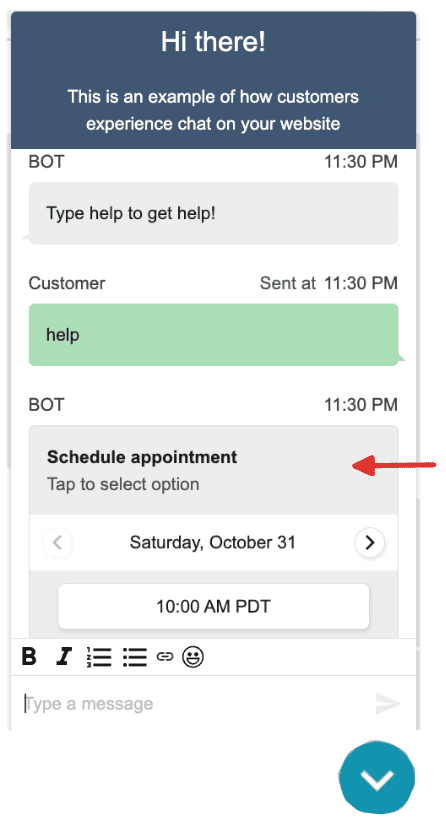 Hi there!
This is an example of how customers
experience chat on your website
BOT 11:30 PM
Type help to get help!
Customer Sent at 11:30 PM
help
BOT 11:30 PM
Schedule appointment
Tap to select option
Saturday, October 31
10:00 AM PDT
B I
Type a message